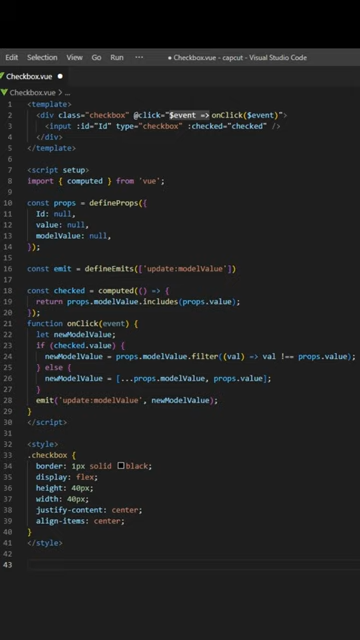 Edit Selection View Go Run ... ● Checkbox.vue - capcut - Visual Studio Code
Checkbox.vue ●
Checkbox.vue > ...
1 <template>
2 <div class="checkbox" @click="$event => onClick($event)">
3 <input :id="Id" type="checkbox" :checked="checked" />
4 </div>
5 </template>
6
7 <script setup>
8 import { computed } from 'vue';
9
10 const props = defineProps({
11 Id: null,
12 value: null,
13 modelValue: null,
14 });
15
16 const emit = defineEmits(['update:modelValue'])
17
18 const checked = computed(() => {
19 return props.modelValue.includes(props.value);
20 });
21 function onClick(event) {
22 let newModelValue;
23 if (checked.value) {
24 newModelValue = props.modelValue.filter((val) => val !== props.value);
25 } else {
26 newModelValue = [...props.modelValue, props.value];
27 }
28 emit('update:modelValue', newModelValue);
29 }
30 </script>
31
32 <style>
33 .checkbox {
34 border: 1px solid black;
35 display: flex;
36 height: 40px;
37 width: 40px;
38 justify-content: center;
39 align-items: center;
40 }
41 </style>
42
43